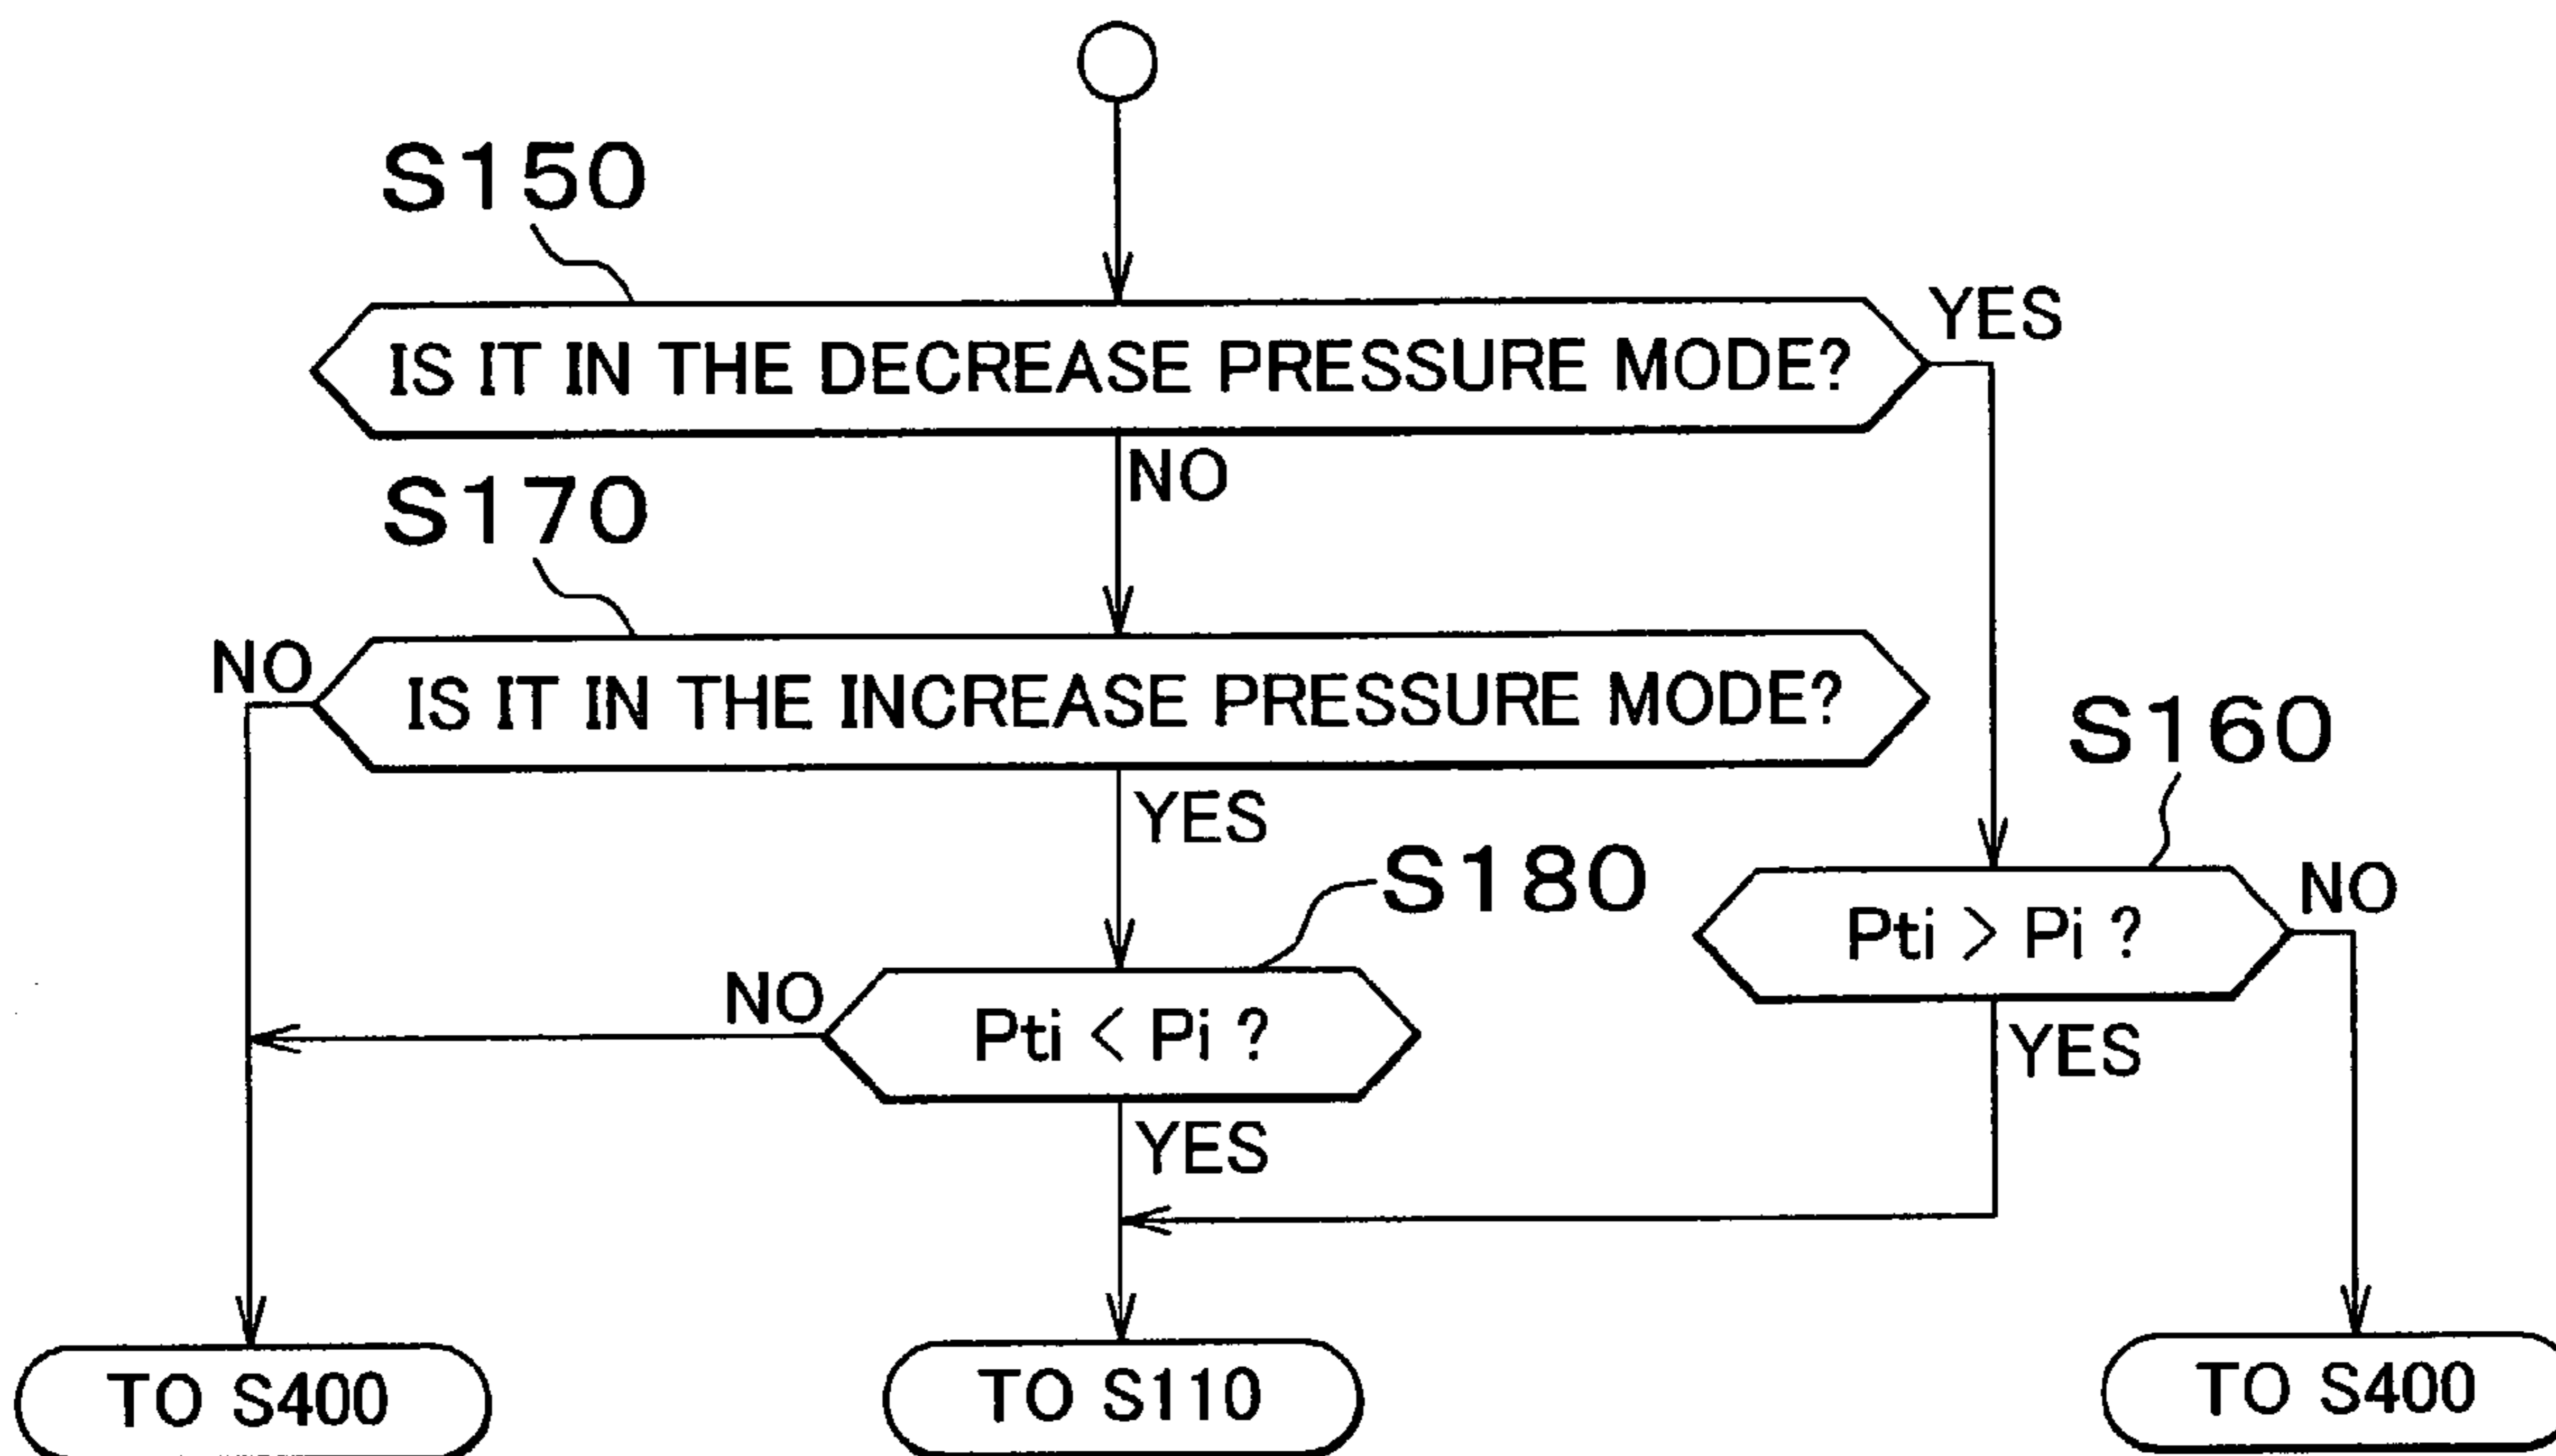 S150
IS IT IN THE DECREASE PRESSURE MODE?
YES
NO
S170
NO
IS IT IN THE INCREASE PRESSURE MODE?
YES
S160
S180
Pti > Pi ?
NO
NO
Pti < Pi ?
YES
YES
TO S400
TO S110
TO S400